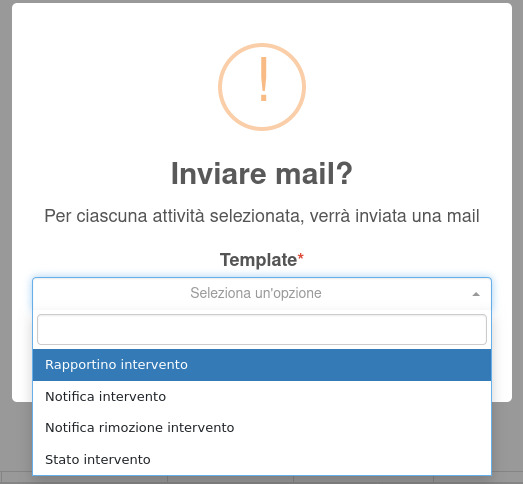 !
Inviare mail?
Per ciascuna attività selezionata, verrà inviata una mail
Template*
Seleziona un'opzione
Rapportino intervento
Notifica intervento
Notifica rimozione intervento
Stato intervento